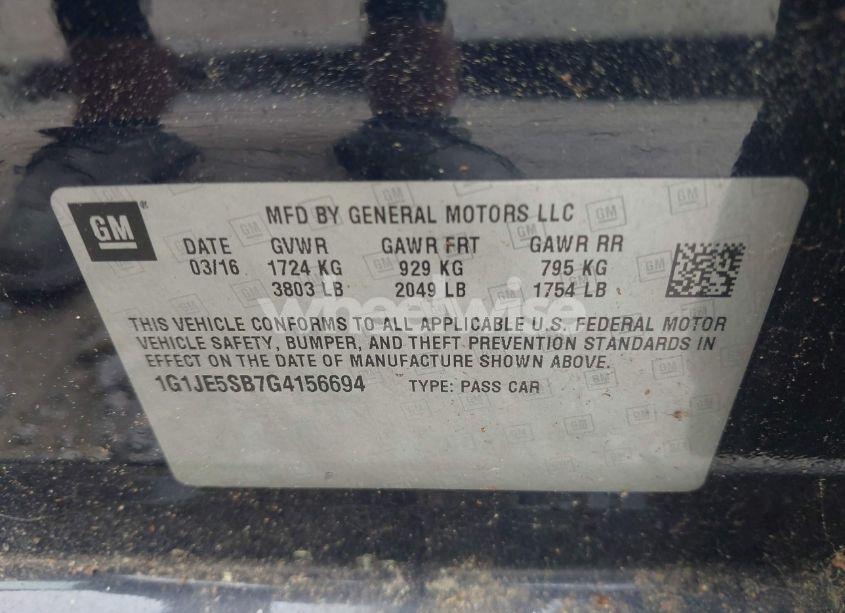 GM
MFD BY GENERAL MOTORS LLC
DATE GVWR GAWR FRT GAWR RR
03/16 1724 KG 929 KG 795 KG
3803 LB 2049 LB 1754 LB
wheelwise
THIS VEHICLE CONFORMS TO ALL APPLICABLE U.S. FEDERAL MOTOR
VEHICLE SAFETY, BUMPER, AND THEFT PREVENTION STANDARDS IN
EFFECT ON THE DATE OF MANUFACTURE SHOWN ABOVE.
1G1JE5SB7G4156694 TYPE: PASS CAR